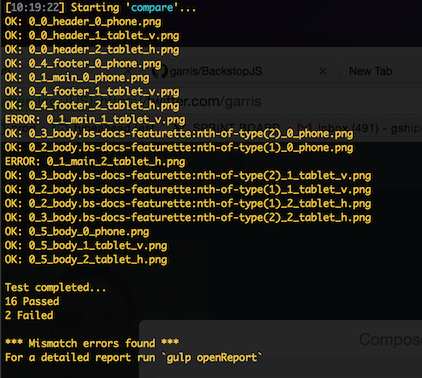 [10:19:22] Starting 'compare'...
OK: 0_0_header_0_phone.png
OK: 0_0_header_1_tablet_v.png
OK: 0_0_header_2_tablet_h.png
OK: 0_4_footer_0_phone.png
garris/BackstopJS
New Tab
OK: 0_1_main_0_phone.png
OK: 0_4_footer_1_tablet_v.png
OK: 0_4_footer_2_tablet_h.png
twitter.com/garris
ERROR: 0_1_main_1_tablet_v.png
SPRINT BOARD
Inbox (491) - gship
OK: 0_3_body.bs-docs-featurette:nth-of-type(2)_0_phone.png
OK: 0_2_body.bs-docs-featurette:nth-of-type(1)_0_phone.png
ERROR: 0_1_main_2_tablet_h.png
OK: 0_3_body.bs-docs-featurette:nth-of-type(2)_1_tablet_v.png
OK: 0_2_body.bs-docs-featurette:nth-of-type(1)_1_tablet_v.png
OK: 0_2_body.bs-docs-featurette:nth-of-type(1)_2_tablet_h.png
OK: 0_3_body.bs-docs-featurette:nth-of-type(2)_2_tablet_h.png
OK: 0_5_body_0_phone.png
OK: 0_5_body_1_tablet_v.png
OK: 0_5_body_2_tablet_h.png
Test completed...
16 Passed
2 Failed
Compose
*** Mismatch errors found ***
For a detailed report run `gulp openReport`